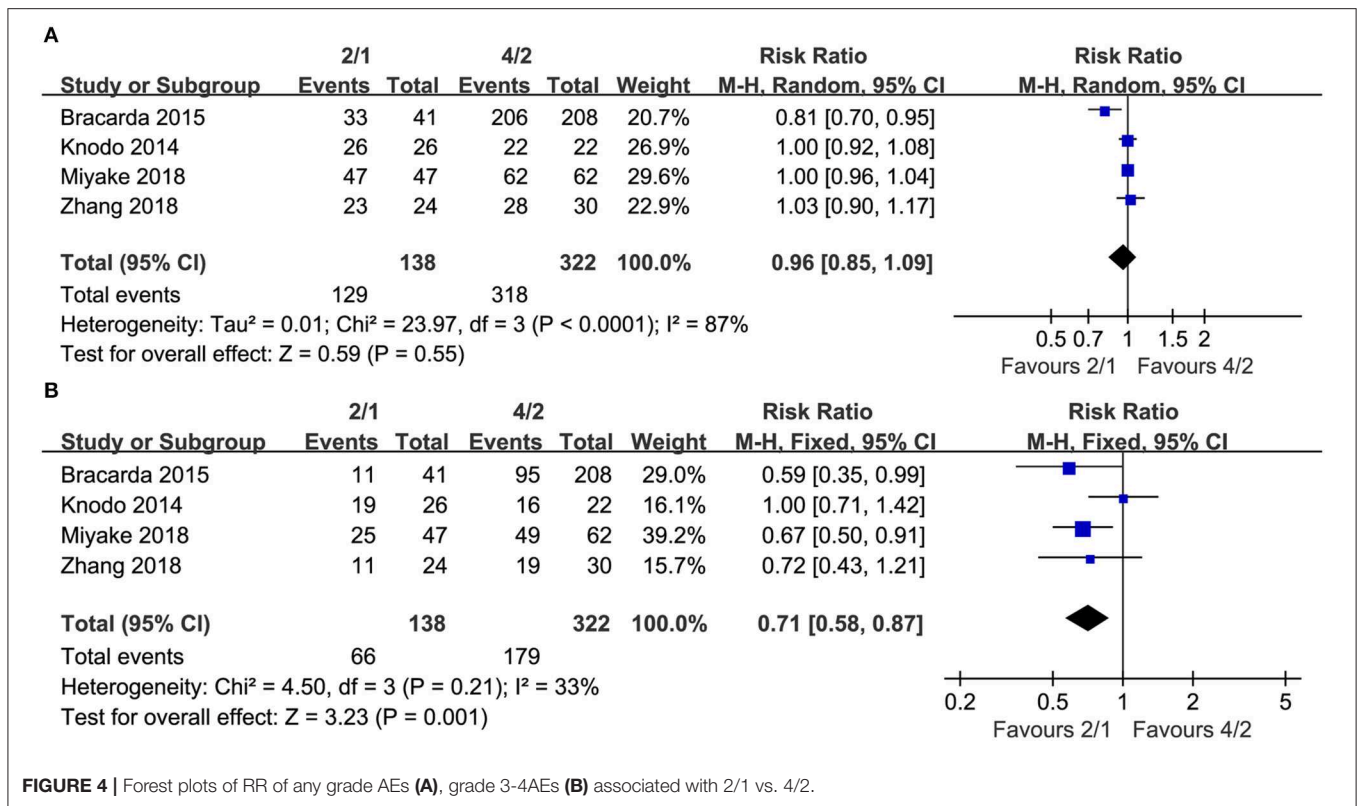 A
2/1 4/2 Risk Ratio Risk Ratio
Study or Subgroup Events Total Events Total Weight M-H, Random, 95% CI M-H, Random, 95% CI
Bracarda 2015 33 41 206 208 20.7% 0.81 [0.70, 0.95]
Knodo 2014 26 26 22 22 26.9% 1.00 [0.92, 1.08]
Miyake 2018 47 47 62 62 29.6% 1.00 [0.96, 1.04]
Zhang 2018 23 24 28 30 22.9% 1.03 [0.90, 1.17]
Total (95% CI) 138 322 100.0% 0.96 [0.85, 1.09]
Total events 129 318
Heterogeneity: Tau² = 0.01; Chi² = 23.97, df = 3 (P < 0.0001); I² = 87%
Test for overall effect: Z = 0.59 (P = 0.55)
0.5 0.7 1 1.5 2
Favours 2/1 Favours 4/2
B
2/1 4/2 Risk Ratio Risk Ratio
Study or Subgroup Events Total Events Total Weight M-H, Fixed, 95% CI M-H, Fixed, 95% CI
Bracarda 2015 11 41 95 208 29.0% 0.59 [0.35, 0.99]
Knodo 2014 19 26 16 22 16.1% 1.00 [0.71, 1.42]
Miyake 2018 25 47 49 62 39.2% 0.67 [0.50, 0.91]
Zhang 2018 11 24 19 30 15.7% 0.72 [0.43, 1.21]
Total (95% CI) 138 322 100.0% 0.71 [0.58, 0.87]
Total events 66 179
Heterogeneity: Chi² = 4.50, df = 3 (P = 0.21); I² = 33%
Test for overall effect: Z = 3.23 (P = 0.001)
0.2 0.5 1 2 5
Favours 2/1 Favours 4/2
FIGURE 4 | Forest plots of RR of any grade AEs (A), grade 3-4AEs (B) associated with 2/1 vs. 4/2.